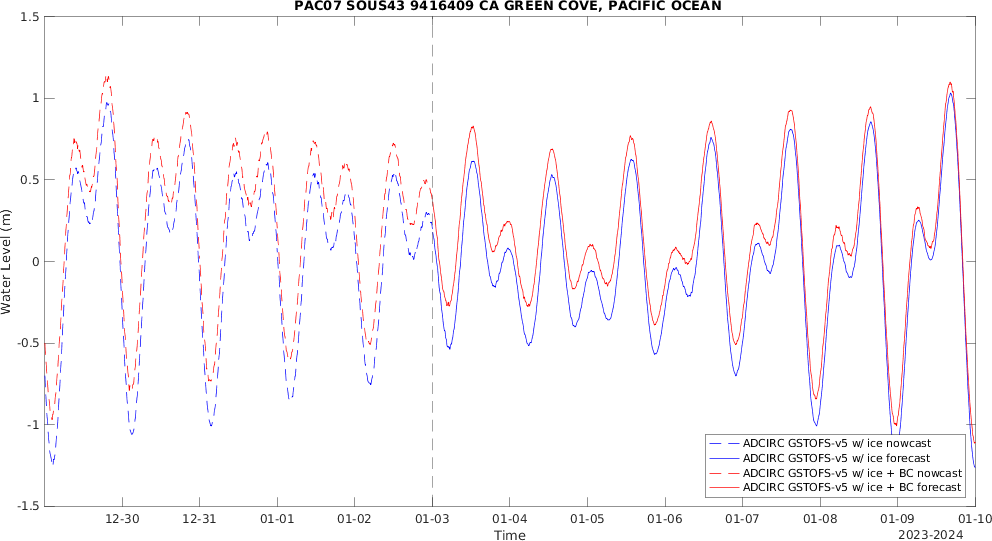 PAC07 SOUS43 9416409 CA GREEN COVE, PACIFIC OCEAN
1.5
1
0.5
0
-0.5
-1
-1.5
Water Level (m)
ADCIRC GSTOFS-v5 w/ ice nowcast
ADCIRC GSTOFS-v5 w/ ice forecast
ADCIRC GSTOFS-v5 w/ ice + BC nowcast
ADCIRC GSTOFS-v5 w/ ice + BC forecast
12-30 12-31 01-01 01-02 01-03 01-04 01-05 01-06 01-07 01-08 01-09 01-10
Time
2023-2024